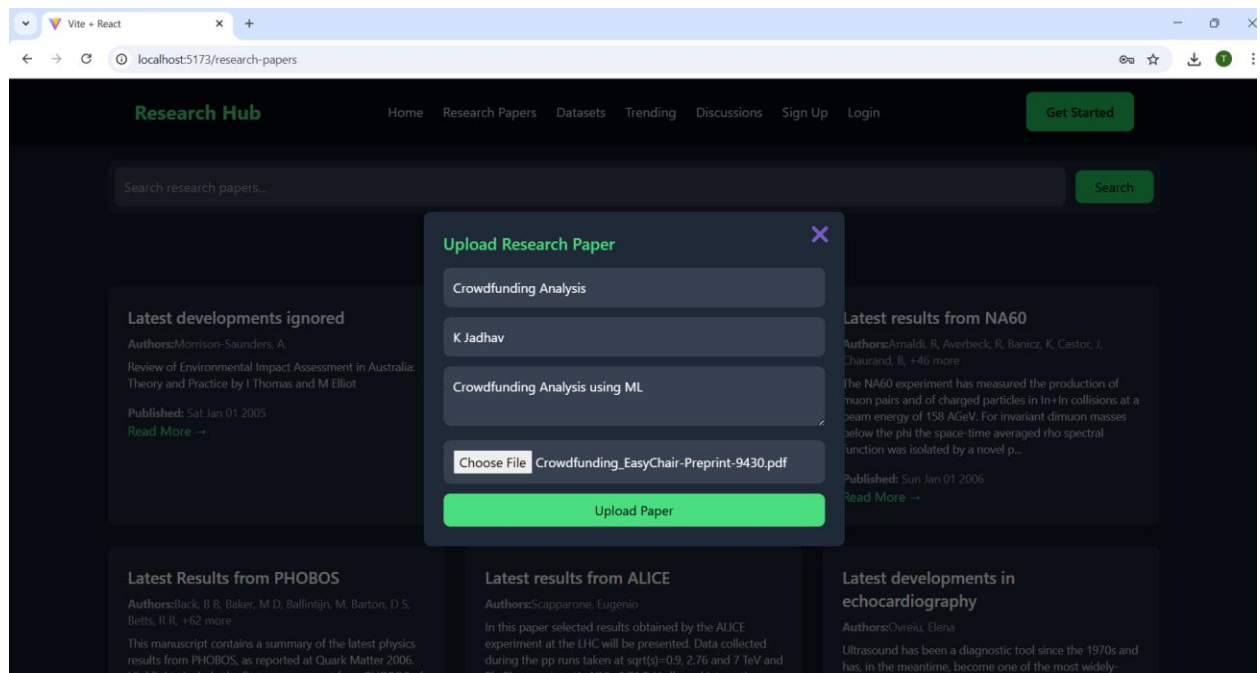 Vite + React
localhost:5173/research-papers
T
Research Hub
Home Research Papers Datasets Trending Discussions Sign Up Login
Get Started
Search research papers...
Search
Upload Research Paper
Crowdfunding Analysis
K Jadhav
Crowdfunding Analysis using ML
Choose File Crowdfunding_EasyChair-Preprint-9430.pdf
Upload Paper
Latest developments ignored
Authors:Morrison-Saunders, A.
Review of Environmental Impact Assessment in Australia:
Theory and Practice by I Thomas and M Elliot
Published: Sat Jan 01 2005
Read More →
Latest results from NA60
Authors:Arnaldi, R, Averbeck, R, Banicz, K, Castor, J,
Chaurand, B, +46 more
The NA60 experiment has measured the production of
muon pairs and of charged particles in In+In collisions at a
beam energy of 158 AGeV. For invariant dimuon masses
below the phi the space-time averaged rho spectral
function was isolated by a novel p...
Published: Sun Jan 01 2006
Read More →
Latest Results from PHOBOS
Authors:Back, B B, Baker, M D, Ballintijn, M, Barton, D S,
Betts, R R, +62 more
This manuscript contains a summary of the latest physics
results from PHOBOS, as reported at Quark Matter 2006.
Latest results from ALICE
Authors:Scapparone, Eugenio
In this paper selected results obtained by the ALICE
experiment at the LHC will be presented. Data collected
during the pp runs taken at sqrt(s)=0.9, 2.76 and 7 TeV and
Latest developments in
echocardiography
Authors:Ovreiu, Elena
Ultrasound has been a diagnostic tool since the 1970s and
has, in the meantime, become one of the most widely-